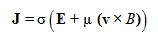 J = σ ( E + μ (v × B) )